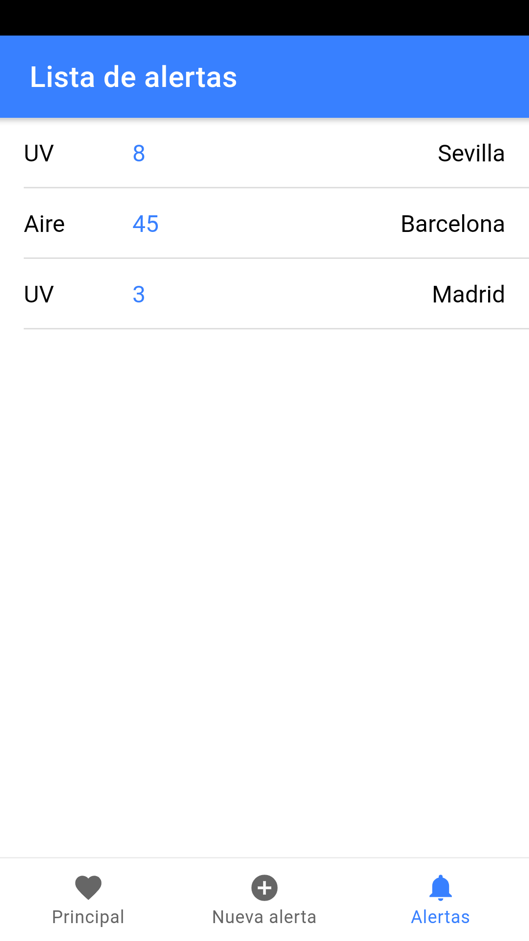 Lista de alertas
UV 8 Sevilla
Aire 45 Barcelona
UV 3 Madrid
Principal Nueva alerta Alertas